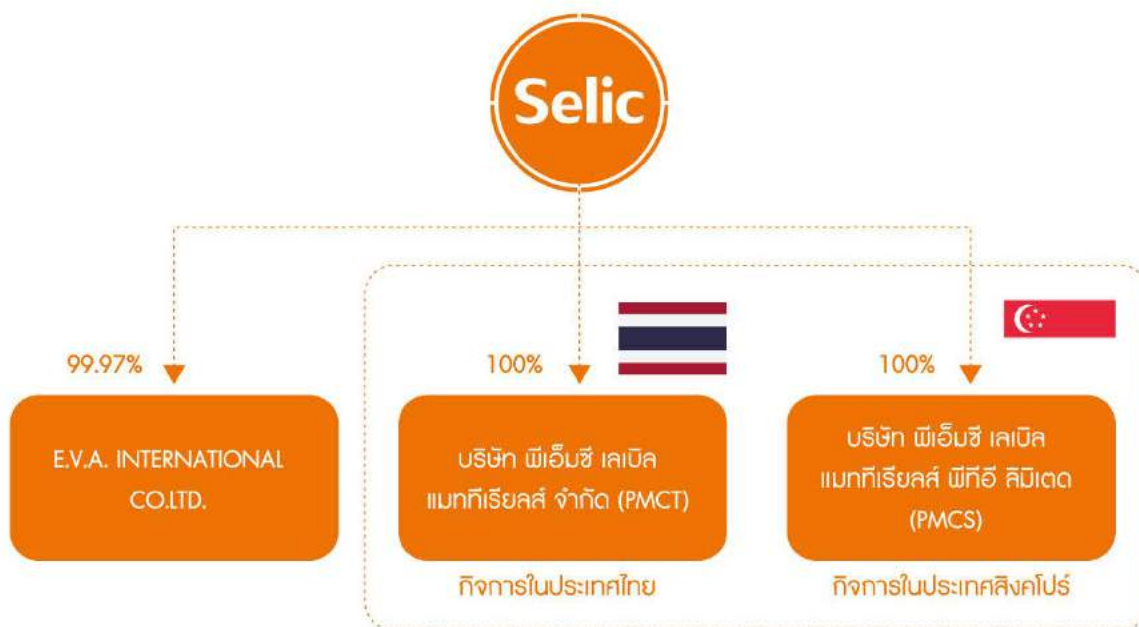 Selic
99.97%
100%
100%
E.V.A. INTERNATIONAL
CO.LTD.
บริษัท พีเอ็มซี เลเบิล
แมททีเรียลส์ จำกัด (PMCT)
บริษัท พีเอ็มซี เลเบิล
แมททีเรียลส์ พีทีอี ลิมิเตด
(PMCS)
กิจการในประเทศไทย
กิจการในประเทศสิงคโปร์